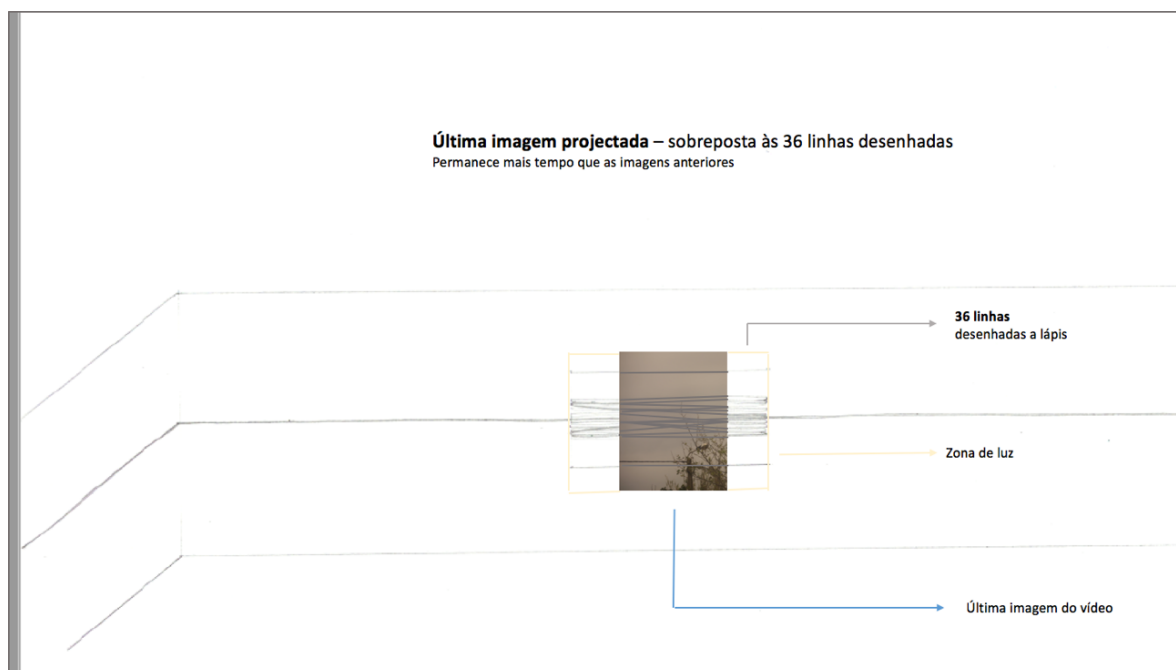 Última imagem projectada – sobreposta às 36 linhas desenhadas
Permanece mais tempo que as imagens anteriores
36 linhas
desenhadas a lápis
Zona de luz
Última imagem do vídeo